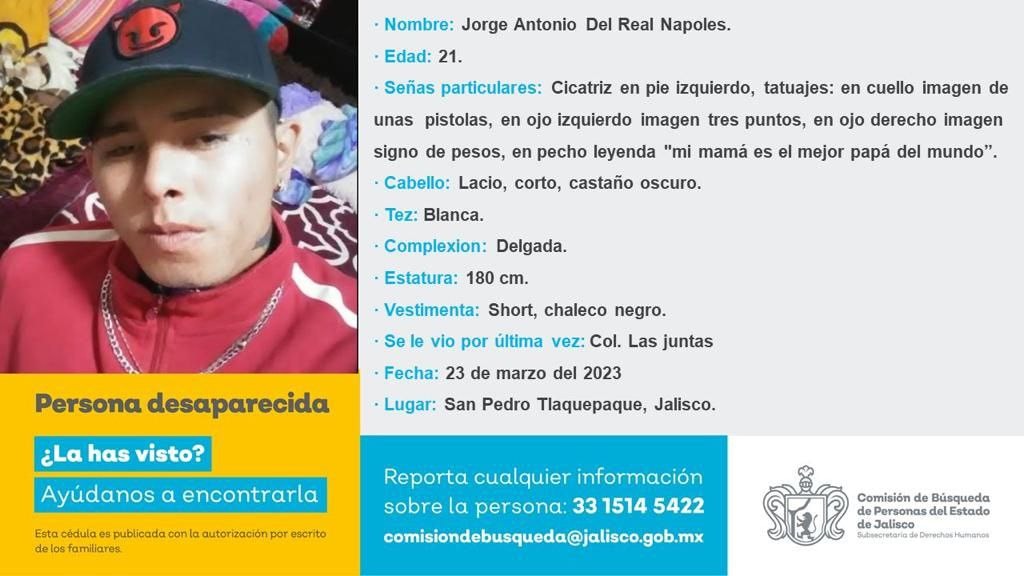 · Nombre: Jorge Antonio Del Real Napoles.
· Edad: 21.
· Señas particulares: Cicatriz en pie izquierdo, tatuajes: en cuello imagen de
unas pistolas, en ojo izquierdo imagen tres puntos, en ojo derecho imagen
signo de pesos, en pecho leyenda "mi mamá es el mejor papá del mundo”.
· Cabello: Lacio, corto, castaño oscuro.
· Tez: Blanca.
· Complexion: Delgada.
· Estatura: 180 cm.
· Vestimenta: Short, chaleco negro.
· Se le vio por última vez: Col. Las juntas
· Fecha: 23 de marzo del 2023
· Lugar: San Pedro Tlaquepaque, Jalisco.
Persona desaparecida
¿La has visto?
Ayúdanos a encontrarla
Esta cédula es publicada con la autorización por escrito
de los familiares.
Reporta cualquier información
sobre la persona: 33 1514 5422
comisiondebusqueda@jalisco.gob.mx
Comisión de Búsqueda
de Personas del Estado
de Jalisco
Subsecretaría de Derechos Humanos